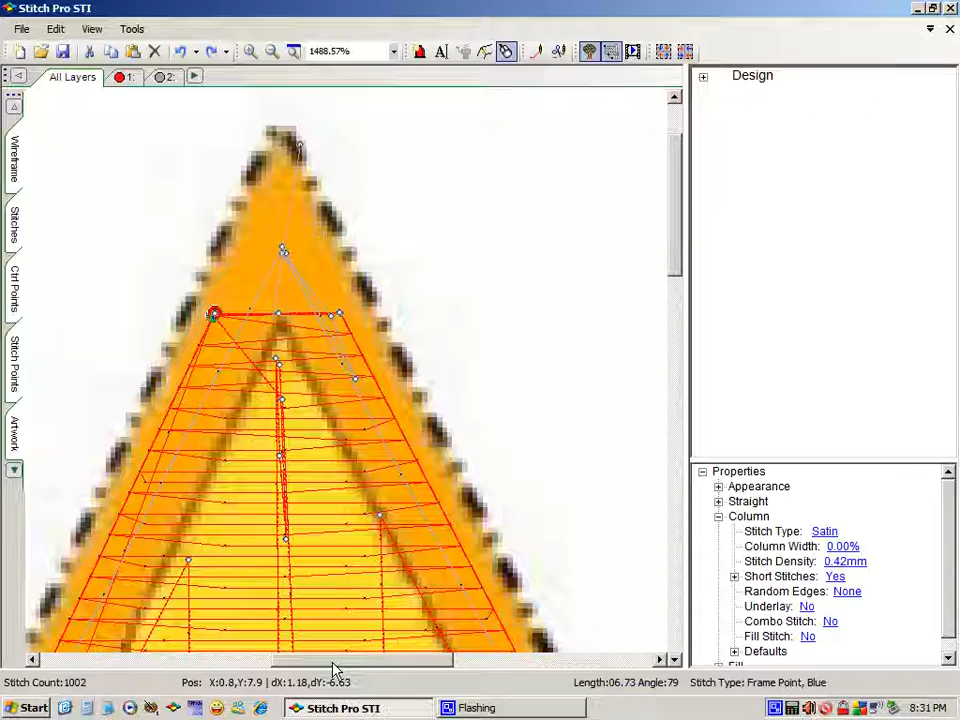 Stitch Pro STI
File Edit View Tools
1488.57%
All Layers 1: 2:
Wireframe
Stitches
Ctrl Points
Stitch Points
Artwork
Design
Properties
Appearance
Straight
Column
Stitch Type: Satin
Column Width: 0.00%
Stitch Density: 0.42mm
Short Stitches: Yes
Random Edges: None
Underlay: No
Combo Stitch: No
Fill Stitch: No
Defaults
Stitch Count:1002 Pos: X:0.8,Y:7.9 | dX:1.18,dY:-6.63 Length:06.73 Angle:79 Stitch Type: Frame Point, Blue
Start Stitch Pro STI Flashing 8:31 PM